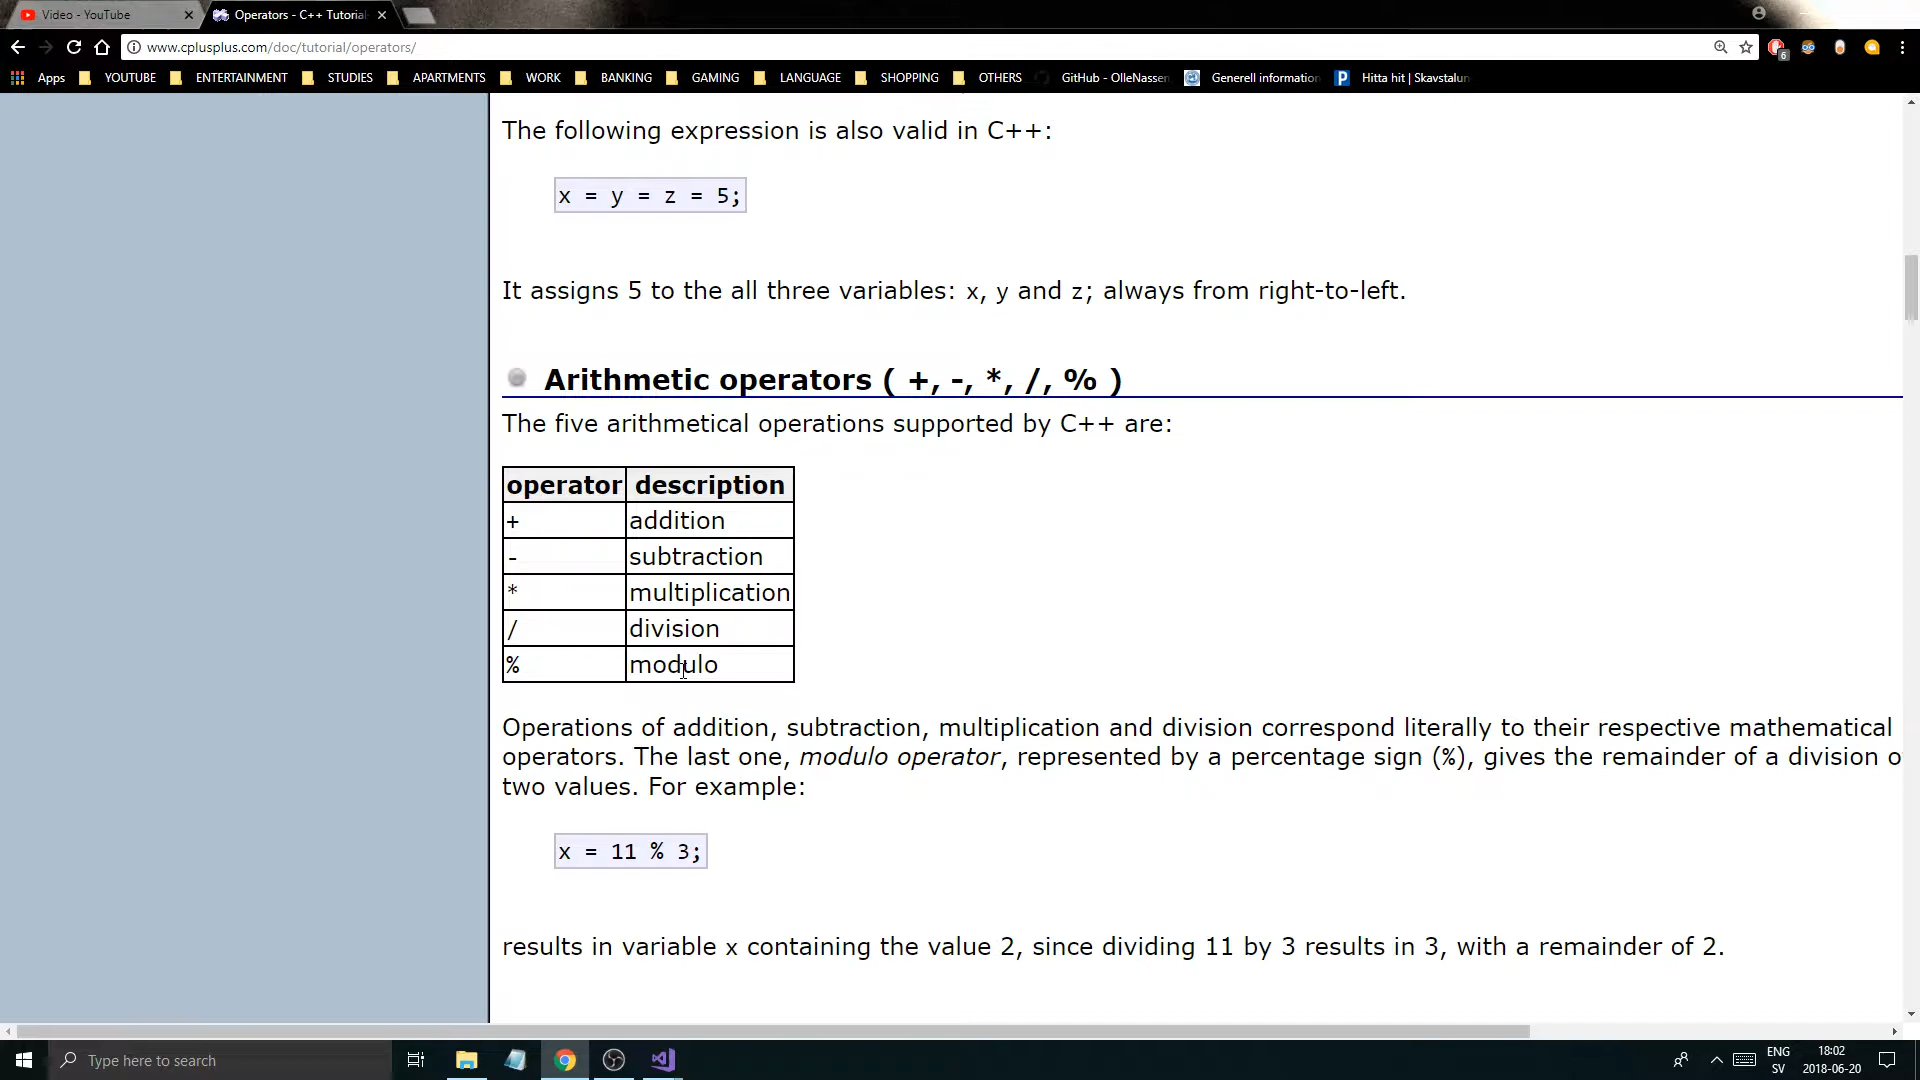 Video - YouTube
Operators - C++ Tutorial
www.cplusplus.com/doc/tutorial/operators/
6
Apps YOUTUBE ENTERTAINMENT STUDIES APARTMENTS WORK BANKING GAMING LANGUAGE SHOPPING OTHERS GitHub - OlleNassen Generell information Hitta hit | Skavstalun
The following expression is also valid in C++:
x = y = z = 5;
It assigns 5 to the all three variables: x, y and z; always from right-to-left.
Arithmetic operators ( +, -, *, /, % )
The five arithmetical operations supported by C++ are:
operator description
+ addition
- subtraction
* multiplication
/ division
% modulo
Operations of addition, subtraction, multiplication and division correspond literally to their respective mathematical
operators. The last one, modulo operator, represented by a percentage sign (%), gives the remainder of a division o
two values. For example:
x = 11 % 3;
results in variable x containing the value 2, since dividing 11 by 3 results in 3, with a remainder of 2.
Type here to search
ENG 18:02
SV 2018-06-20